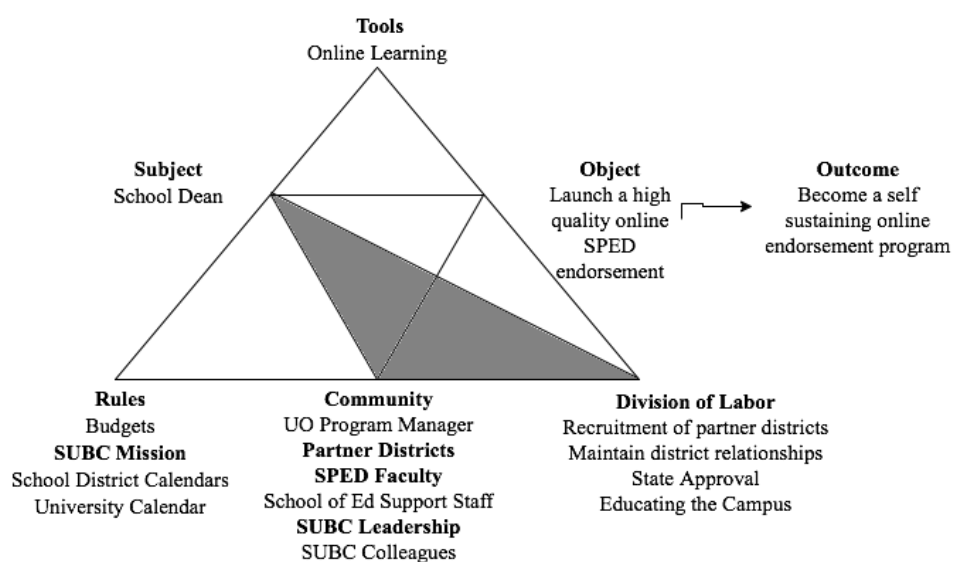 Tools
Online Learning
Subject
School Dean
Object
Launch a high
quality online
SPED
endorsement
Outcome
Become a self
sustaining online
endorsement program
Rules
Budgets
SUBC Mission
School District Calendars
University Calendar
Community
UO Program Manager
Partner Districts
SPED Faculty
School of Ed Support Staff
SUBC Leadership
SUBC Colleagues
Division of Labor
Recruitment of partner districts
Maintain district relationships
State Approval
Educating the Campus